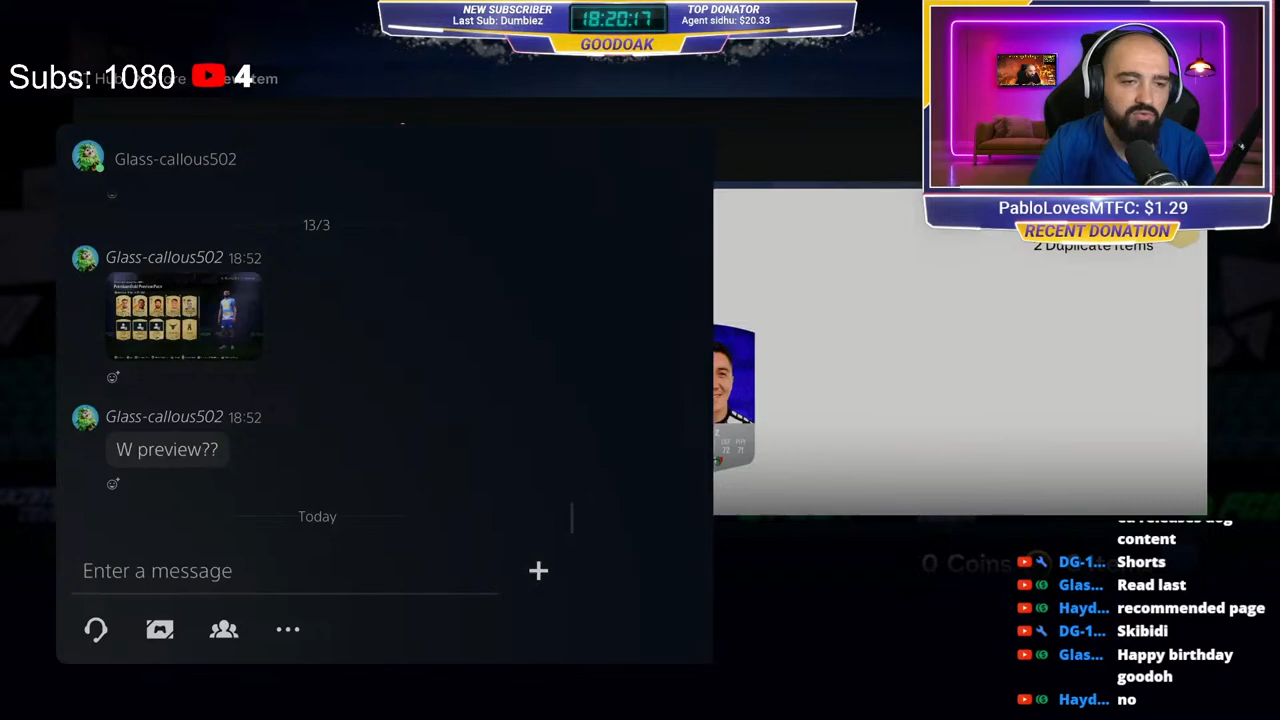 NEW SUBSCRIBER
Last Sub: Dumbiez
18:20:17
TOP DONATOR
Agent sidhu: $20.33
GOODOAK
Subs: 1080 4
Glass-callous502
13/3
Glass-callous502 18:52
Glass-callous502 18:52
W preview??
Today
Enter a message
PabloLovesMTFC: $1.29
RECENT DONATION
2 Duplicate Items
0 Coins
content
DG-1... Shorts
Glas... Read last
Hayd... recommended page
DG-1... Skibidi
Glas... Happy birthday
goodoh
Hayd... no